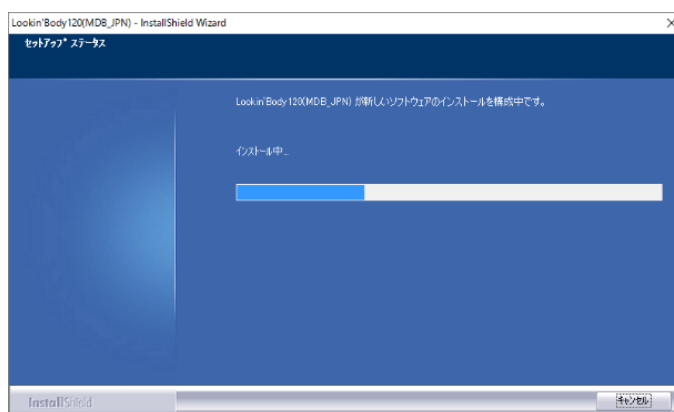 Lookin'Body120(MDB_JPN) - InstallShield Wizard
セットアップ ステータス
Lookin'Body120(MDB_JPN) が新しいソフトウェアのインストールを構成中です。
インストール中...
InstallShield
キャンセル